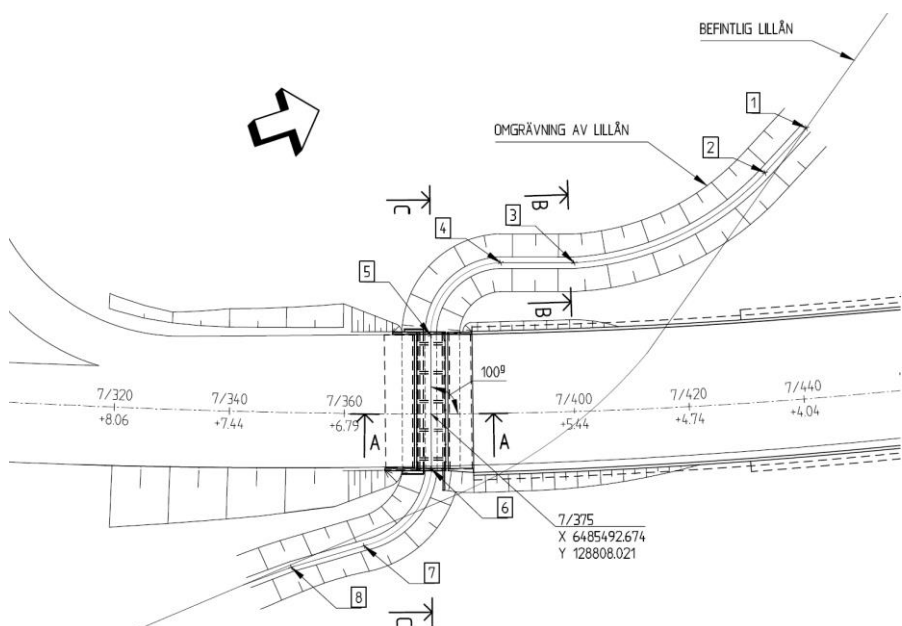 BEFINTLIG LILLÅN
1
OMGRÄVNING AV LILLÅN
2
C
B
4
3
5
B
100g
7/320
7/340
7/360
7/400
7/420
7/440
+8.06
+7.44
+6.79
+5.44
+4.74
+4.04
A
A
6
7/375
X 6485492.674
Y 128808.021
7
8
C